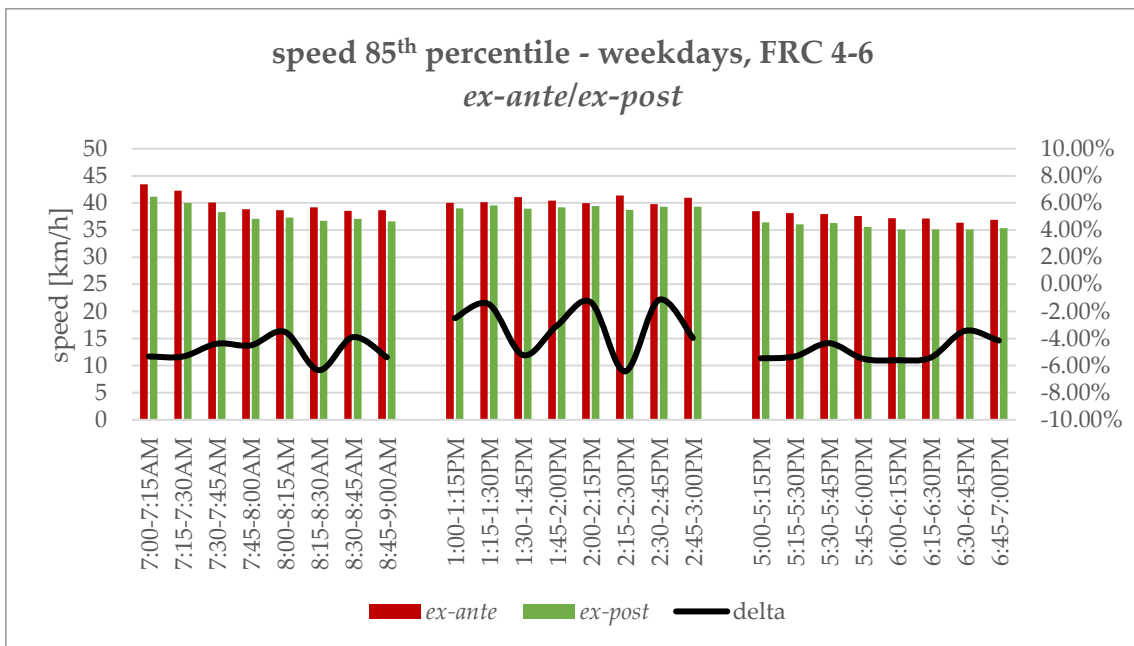 speed 85th percentile - weekdays, FRC 4-6
ex-ante/ex-post
speed [km/h]
50
45
40
35
30
25
20
15
10
5
0
10.00%
8.00%
6.00%
4.00%
2.00%
0.00%
-2.00%
-4.00%
-6.00%
-8.00%
-10.00%
7:00-7:15AM
7:15-7:30AM
7:30-7:45AM
7:45-8:00AM
8:00-8:15AM
8:15-8:30AM
8:30-8:45AM
8:45-9:00AM
1:00-1:15PM
1:15-1:30PM
1:30-1:45PM
1:45-2:00PM
2:00-2:15PM
2:15-2:30PM
2:30-2:45PM
2:45-3:00PM
5:00-5:15PM
5:15-5:30PM
5:30-5:45PM
5:45-6:00PM
6:00-6:15PM
6:15-6:30PM
6:30-6:45PM
6:45-7:00PM
ex-ante ex-post delta